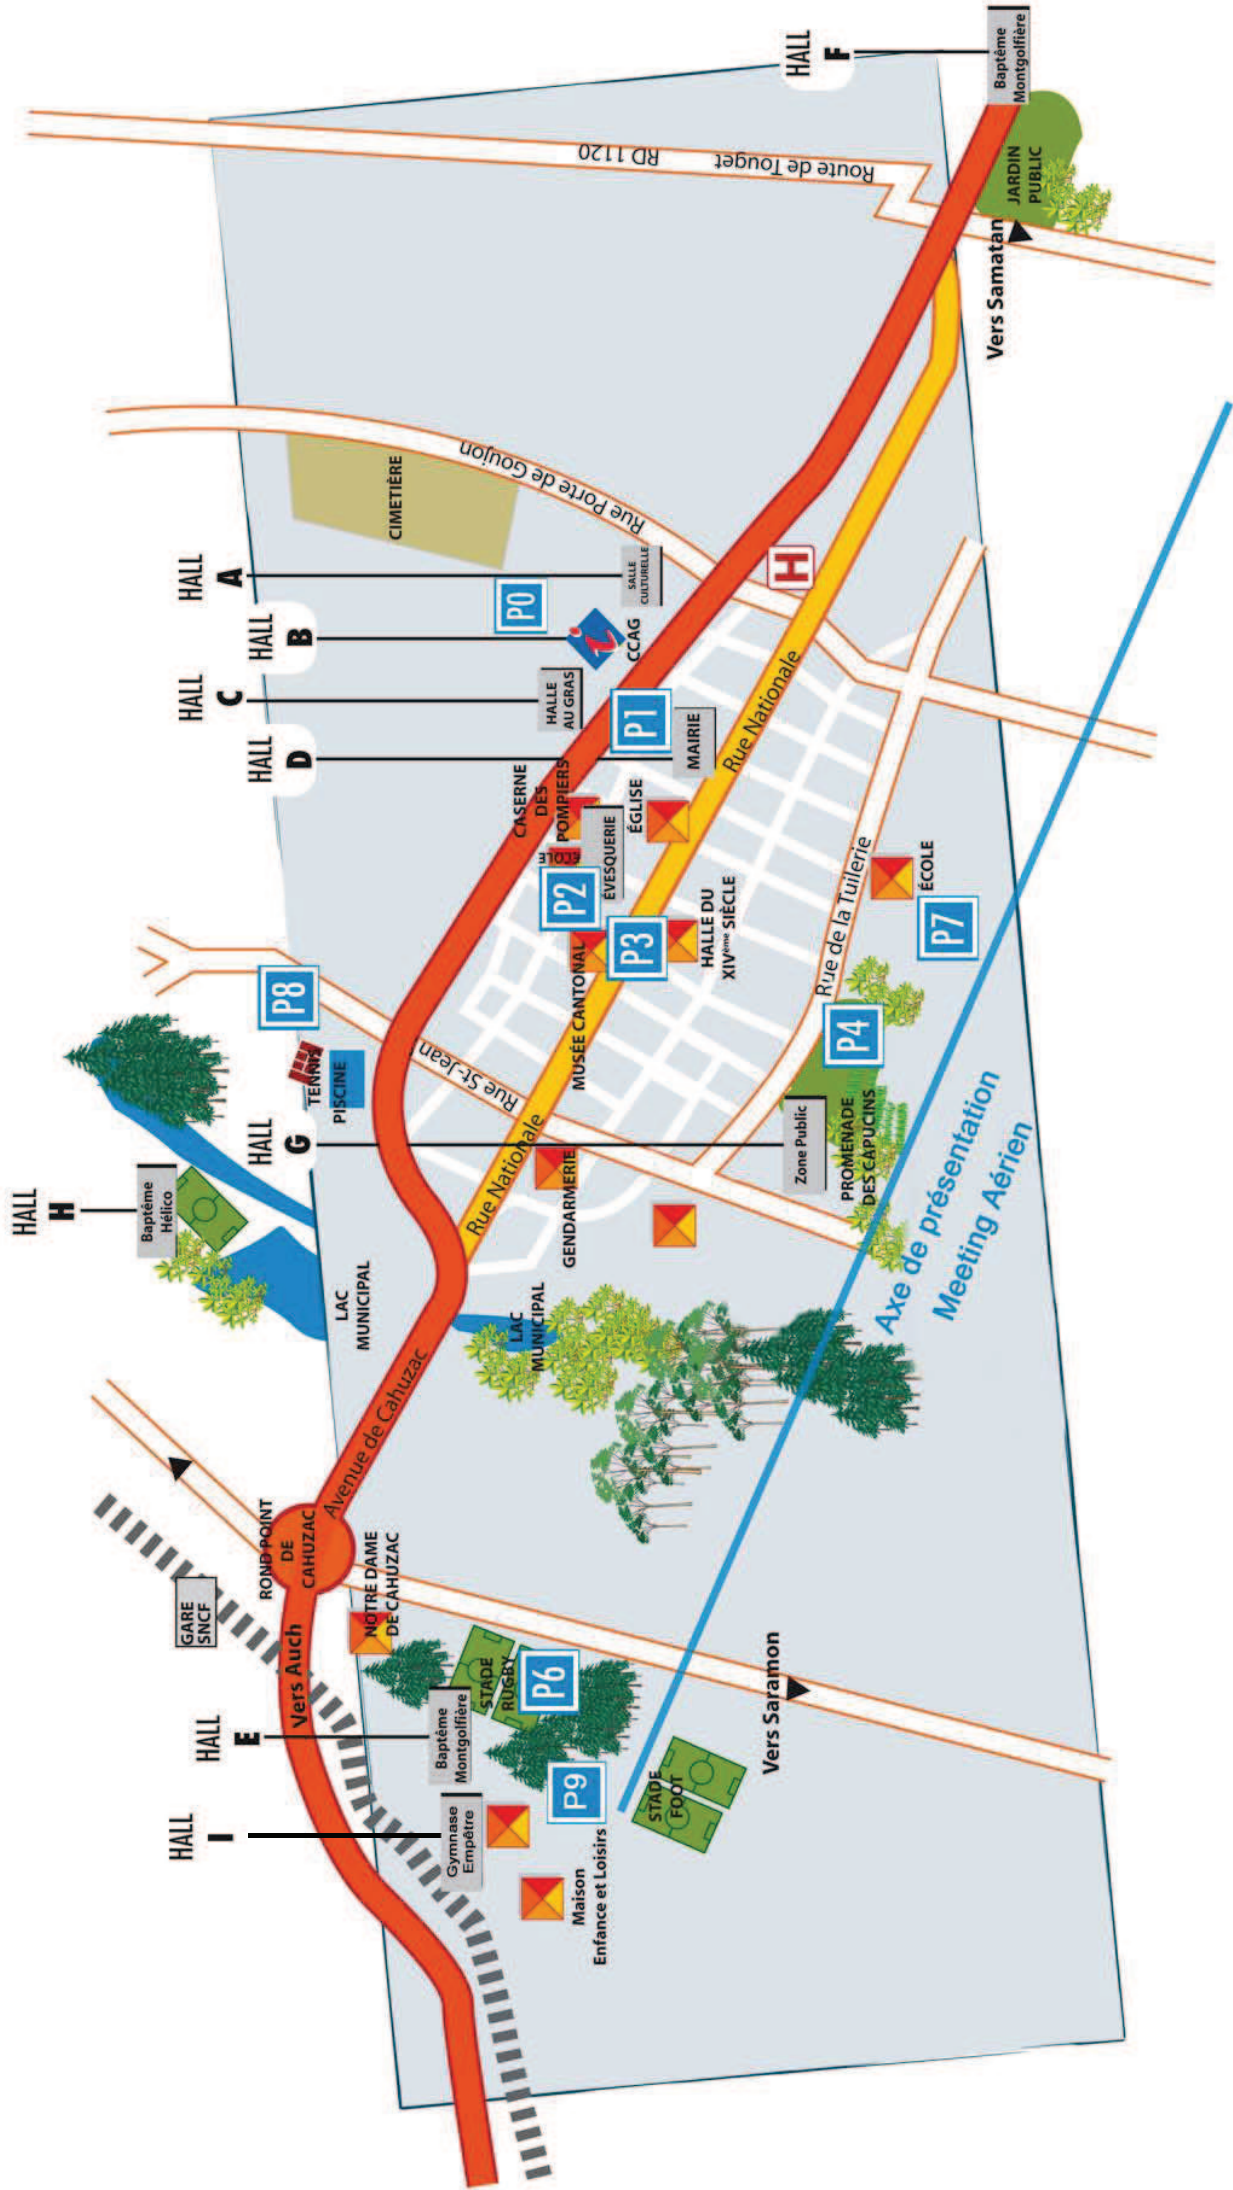 HALL
I
HALL
E
HALL
H
HALL
G
HALL
D
HALL
C
HALL
B
HALL
A
HALL
F
Gymnase
Empêtre
Maison
Enfance et Loisirs
Baptême
Montgolfière
P9
STADE
FOOT
STADE
RUGBY
P6
Vers Saramon
Vers Auch
GARE
SNCF
ROND POINT
DE
CAHUZAC
NOTRE DAME
DE CAHUZAC
Avenue de Cahuzac
LAC
MUNICIPAL
LAC
MUNICIPAL
Baptême
Hélico
TENNIS
PISCINE
P8
Rue St-Jean
Rue Nationale
GENDARMERIE
Zone Public
PROMENADE
DES CAPUCINS
P4
Axe de présentation
Meeting Aérien
Rue de la Tuilerie
ÉCOLE
P7
MUSÉE CANTONAL
P3
HALLE DU
XIVème SIÈCLE
P2
ÉCOLE
ÉVESQUERIE
CASERNE
DES
POMPIERS
ÉGLISE
MAIRIE
P1
Rue Nationale
HALLE
AU GRAS
i
CCAG
P0
SALLE
CULTURELLE
H
CIMETIÈRE
Rue Porte de Goujon
RD 1120
Route de Touget
Vers Samatan
JARDIN
PUBLIC
Baptême
Montgolfière